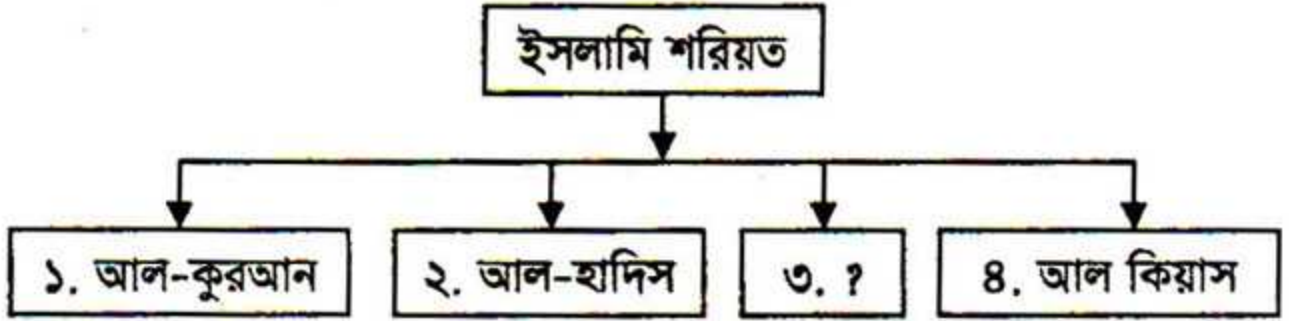 ইসলামি শরিয়ত
১. আল-কুরআন
২. আল-হাদিস
৩. ?
৪. আল কিয়াস